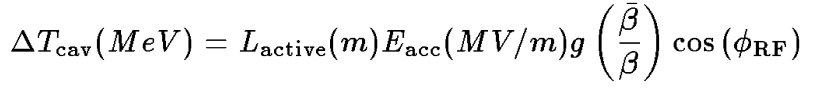 ΔT_cav(MeV) = L_active(m)E_acc(MV/m)g(β̄/β) cos(ϕ_RF)